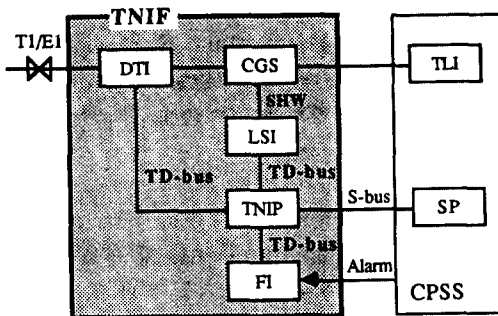 TNIF
T1/E1
DTI
CGS
TLI
SHW
LSI
TD-bus
TD-bus
S-bus
TNIP
SP
TD-bus
Alarm
FI
CPSS